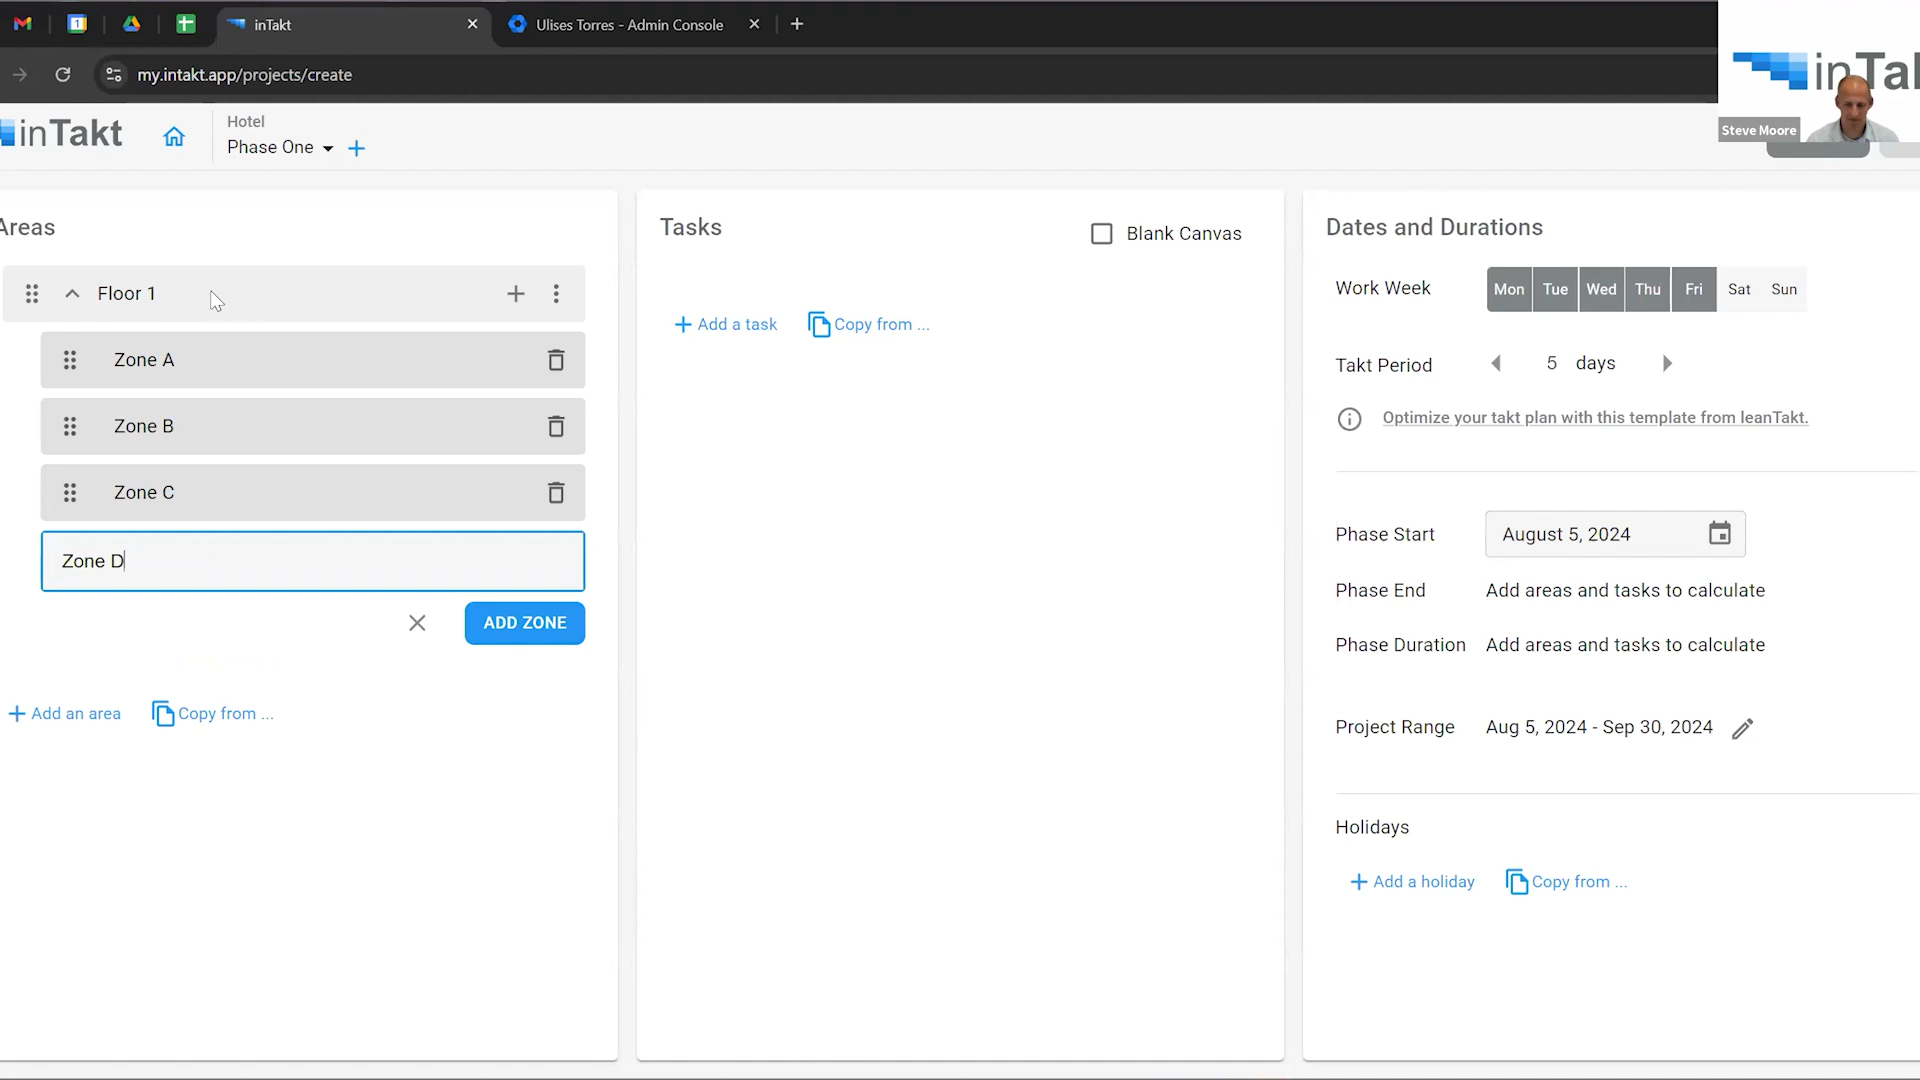 inTakt
Ulises Torres - Admin Console
my.intakt.app/projects/create
inTakt
Hotel
Phase One
Steve Moore
Areas
Floor 1
Zone A
Zone B
Zone C
Zone D
ADD ZONE
Add an area
Copy from ...
Tasks
Blank Canvas
Add a task
Copy from ...
Dates and Durations
Work Week
Mon Tue Wed Thu Fri Sat Sun
Takt Period
5 days
Optimize your takt plan with this template from leanTakt.
Phase Start
August 5, 2024
Phase End
Add areas and tasks to calculate
Phase Duration
Add areas and tasks to calculate
Project Range
Aug 5, 2024 - Sep 30, 2024
Holidays
Add a holiday
Copy from ...